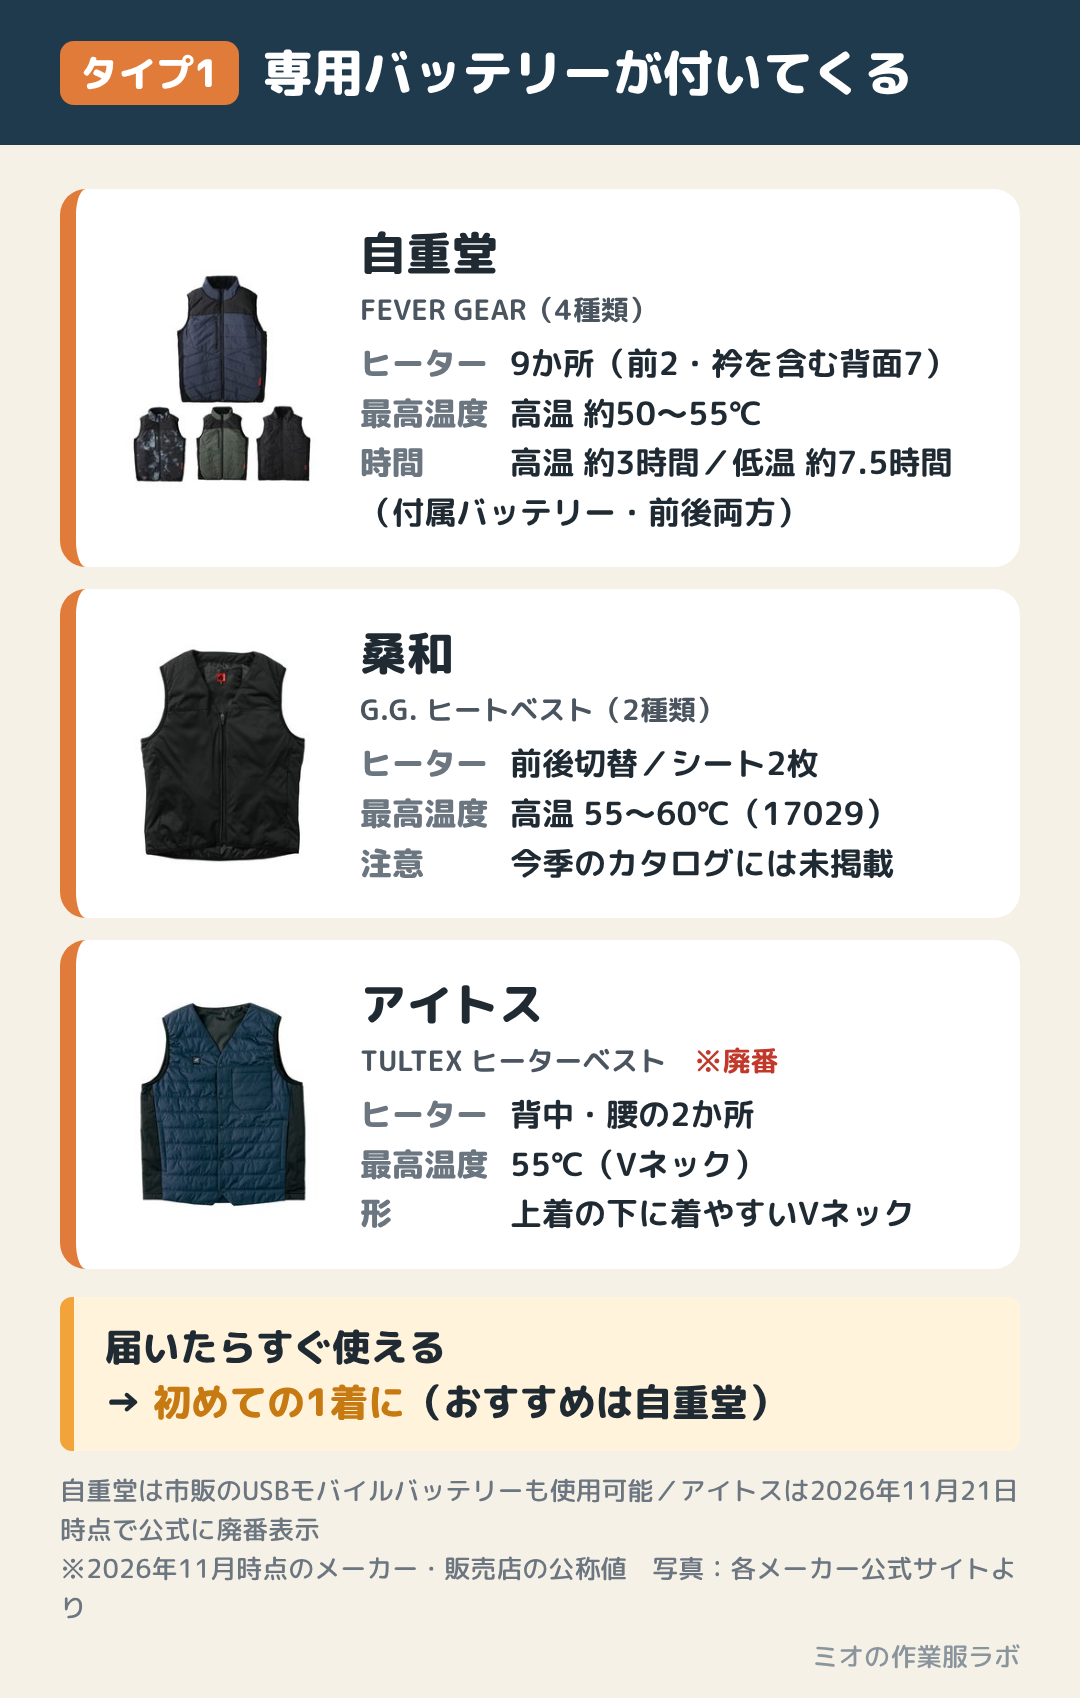 タイプ1 専用バッテリーが付いてくる
自重堂
FEVER GEAR（4種類）
ヒーター 9か所（前2・衿を含む背面7）
最高温度 高温 約50〜55℃
時間 高温 約3時間／低温 約7.5時間
（付属バッテリー・前後両方）
桑和
G.G. ヒートベスト（2種類）
ヒーター 前後切替／シート2枚
最高温度 高温 55〜60℃（17029）
注意 今季のカタログには未掲載
アイトス
TULTEX ヒーターベスト ※廃番
ヒーター 背中・腰の2か所
最高温度 55℃（Vネック）
形 上着の下に着やすいVネック
届いたらすぐ使える
→ 初めての1着に（おすすめは自重堂）
自重堂は市販のUSBモバイルバッテリーも使用可能／アイトスは2026年11月21日
時点で公式に廃番表示
※2026年11月時点のメーカー・販売店の公称値 写真：各メーカー公式サイトよ
り
ミオの作業服ラボ